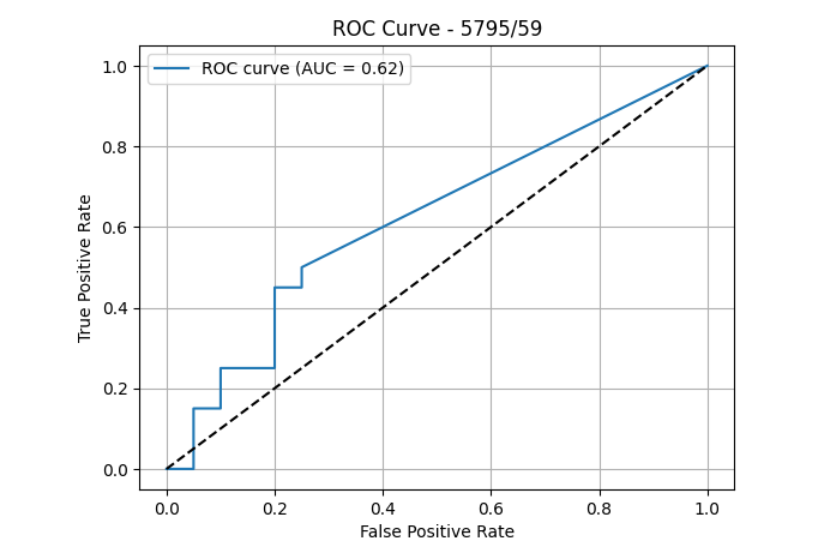 ROC Curve - 5795/59
ROC curve (AUC = 0.62)
True Positive Rate
1.0
0.8
0.6
0.4
0.2
0.0
0.0 0.2 0.4 0.6 0.8 1.0
False Positive Rate